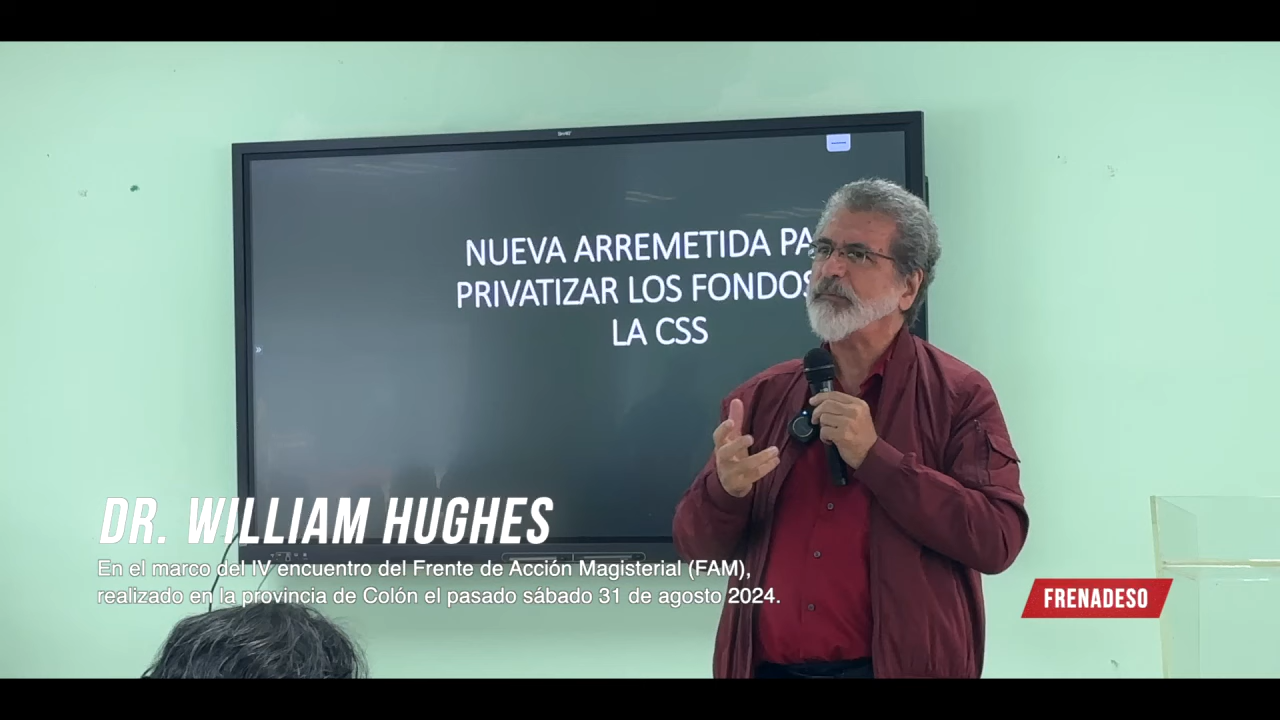 NUEVA ARREMETIDA PA
PRIVATIZAR LOS FONDOS
LA CSS
DR. WILLIAM HUGHES
En el marco del IV encuentro del Frente de Acción Magisterial (FAM),
realizado en la provincia de Colón el pasado sábado 31 de agosto 2024.
FRENADESO